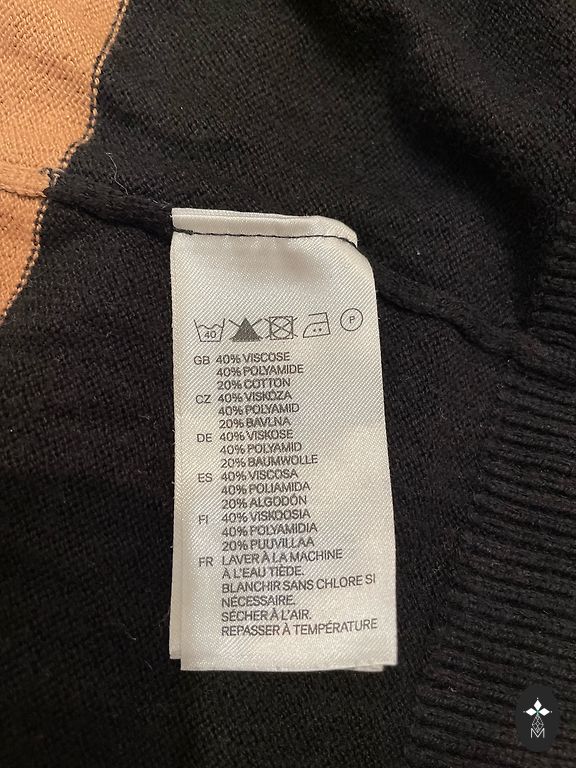 40 P
GB 40% VISCOSE
40% POLYAMIDE
20% COTTON
CZ 40% VISKÓZA
40% POLYAMID
20% BAVLNA
DE 40% VISKOSE
40% POLYAMID
20% BAUMWOLLE
ES 40% VISCOSA
40% POLIAMIDA
20% ALGODÓN
FI 40% VISKOOSIA
40% POLYAMIDIA
20% PUUVILLAA
FR LAVER À LA MACHINE
À L'EAU TIÈDE.
BLANCHIR SANS CHLORE SI
NÉCESSAIRE.
SÉCHER À L'AIR.
REPASSER À TEMPÉRATURE
M